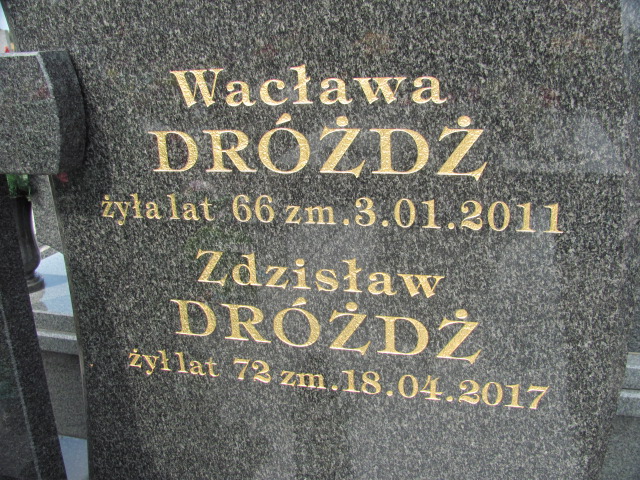 Wacława
DRÓŻDŻ
żyła lat 66 zm. 3.01.2011
Zdzisław
DRÓŻDŻ
żył lat 72 zm. 18.04.2017